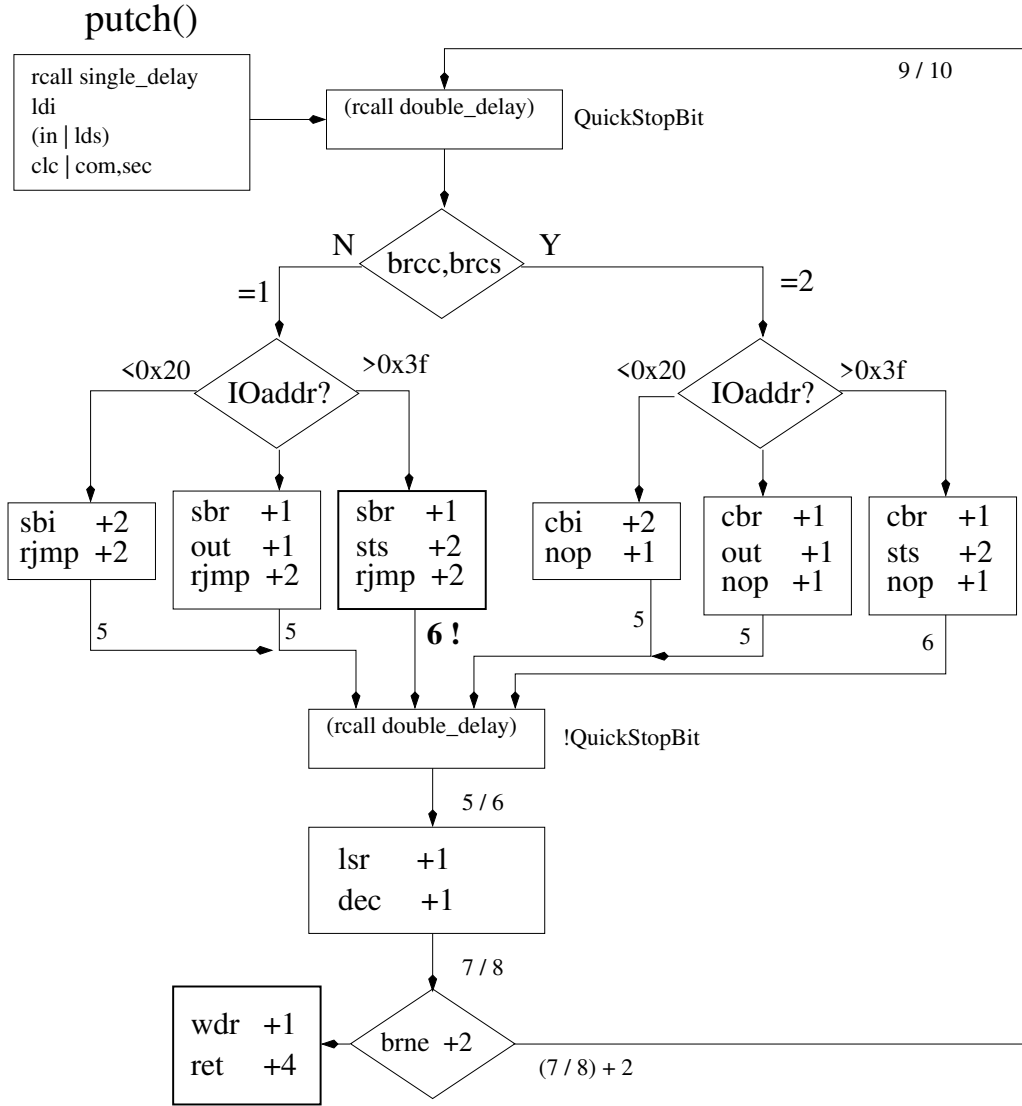 putch()
rcall single_delay
ldi
(in | lds)
clc | com,sec
9 / 10
(rcall double_delay)
QuickStopBit
N
brcc,brcs
Y
=1
=2
<0x20
IOaddr?
>0x3f
<0x20
IOaddr?
>0x3f
sbi +2
rjmp +2
sbr +1
out +1
rjmp +2
sbr +1
sts +2
rjmp +2
cbi +2
nop +1
cbr +1
out +1
nop +1
cbr +1
sts +2
nop +1
5
5
6 !
5
5
6
(rcall double_delay)
!QuickStopBit
5 / 6
lsr +1
dec +1
7 / 8
wdr +1
ret +4
brne +2
(7 / 8) + 2